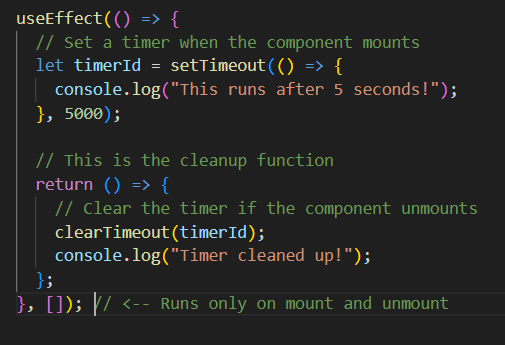 useEffect(() => {
  // Set a timer when the component mounts
  let timerId = setTimeout(() => {
    console.log("This runs after 5 seconds!");
  }, 5000);

  // This is the cleanup function
  return () => {
    // Clear the timer if the component unmounts
    clearTimeout(timerId);
    console.log("Timer cleaned up!");
  };
}, []); // <-- Runs only on mount and unmount